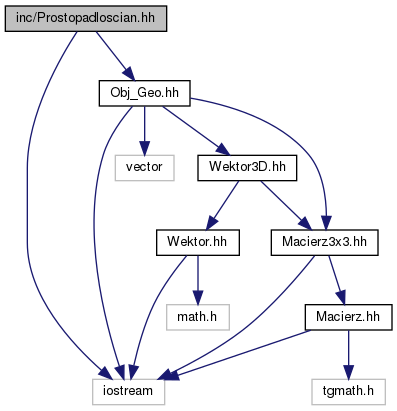 inc/Prostopadloscian.hh
Obj_Geo.hh
vector
Wektor3D.hh
Wektor.hh
Macierz3x3.hh
math.h
Macierz.hh
iostream
tgmath.h